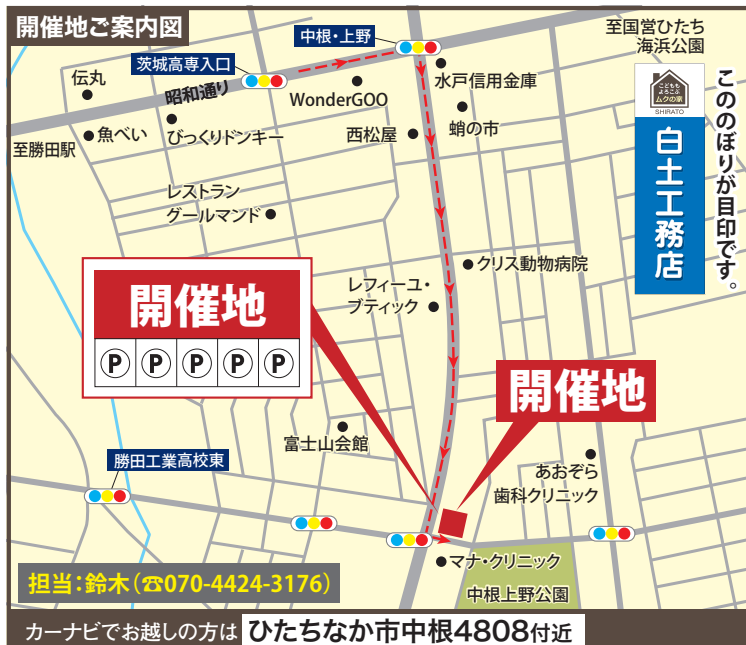 開催地ご案内図
中根・上野
至国営ひたち
海浜公園
茨城高専入口
伝丸
昭和通り
WonderGOO
水戸信用金庫
こどもも
よろこぶ
ムクの家
SHIRATO
白土工務店
こののぼりが目印です。
魚べい
びっくりドンキー
西松屋
蛸の市
至勝田駅
レストラン
グールマンド
クリス動物病院
レフィーユ・
ブティック
開催地
P P P P P
開催地
富士山会館
勝田工業高校東
あおぞら
歯科クリニック
マナ・クリニック
中根上野公園
担当:鈴木(☎070-4424-3176)
カーナビでお越しの方は ひたちなか市中根4808付近